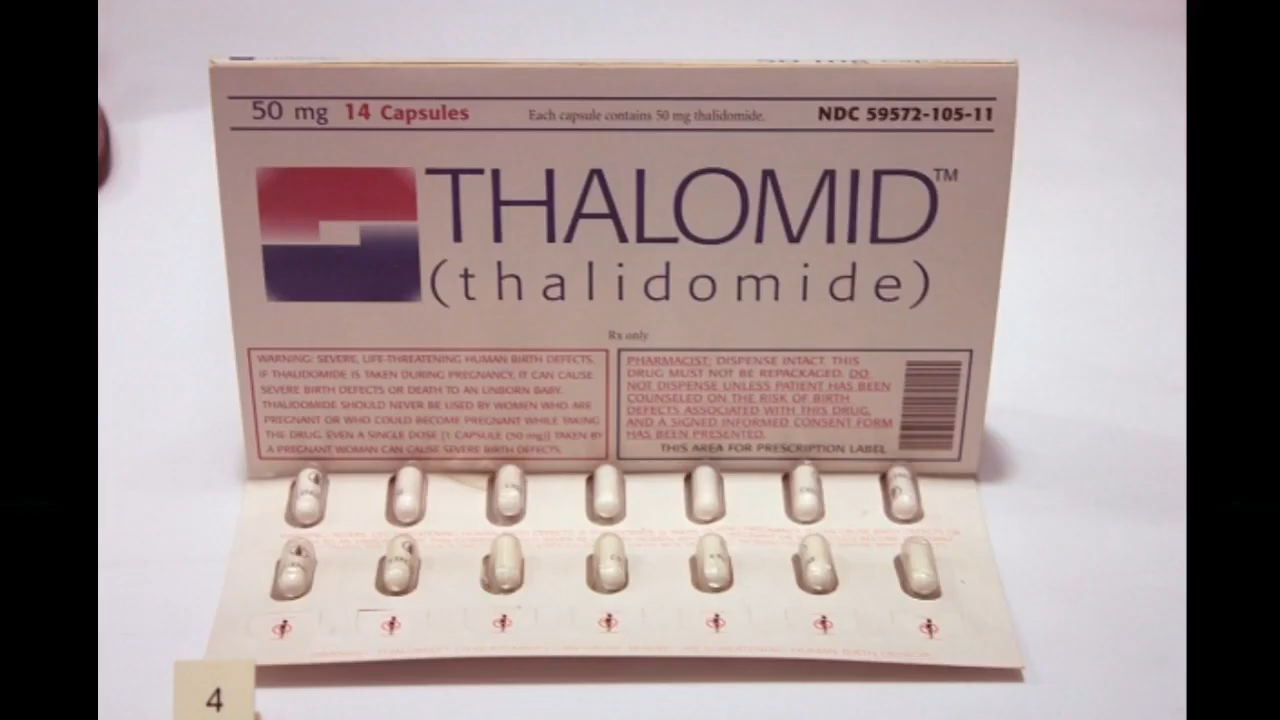 50 mg 14 Capsules
Each capsule contains 50 mg thalidomide.
NDC 59572-105-11
THALOMID™
(thalidomide)
Rx only
WARNING: SEVERE, LIFE-THREATENING HUMAN BIRTH DEFECTS.
IF THALIDOMIDE IS TAKEN DURING PREGNANCY, IT CAN CAUSE
SEVERE BIRTH DEFECTS OR DEATH TO AN UNBORN BABY.
THALIDOMIDE SHOULD NEVER BE USED BY WOMEN WHO ARE
PREGNANT OR WHO COULD BECOME PREGNANT WHILE TAKING
THE DRUG. EVEN A SINGLE DOSE [1 CAPSULE (50 mg)] TAKEN BY
A PREGNANT WOMAN CAN CAUSE SEVERE BIRTH DEFECTS.
PHARMACIST: DISPENSE INTACT. THIS
DRUG MUST NOT BE REPACKAGED. DO
NOT DISPENSE UNLESS PATIENT HAS BEEN
COUNSELED ON THE RISK OF BIRTH
DEFECTS ASSOCIATED WITH THIS DRUG,
AND A SIGNED INFORMED CONSENT FORM
HAS BEEN PRESENTED.
THIS AREA FOR PRESCRIPTION LABEL
4